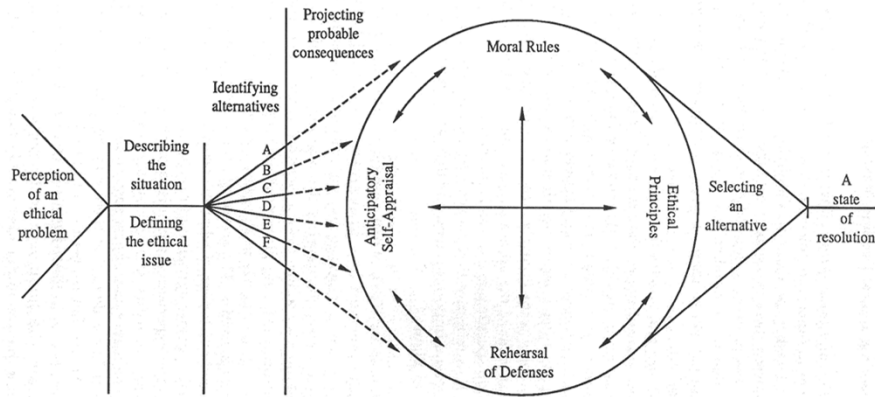 Perception
of an
ethical
problem
Describing
the
situation
Defining
the ethical
issue
Identifying
alternatives
A
B
C
D
E
F
Projecting
probable
consequences
Moral Rules
Anticipatory
Self-Appraisal
Ethical
Principles
Rehearsal
of Defenses
Selecting
an
alternative
A
state
of
resolution